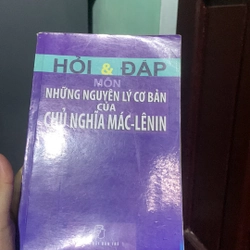 HỎI & ĐÁP
MÔN
NHỮNG NGUYÊN LÝ CƠ BẢN
CỦA
CHỦ NGHĨA MÁC-LÊNIN